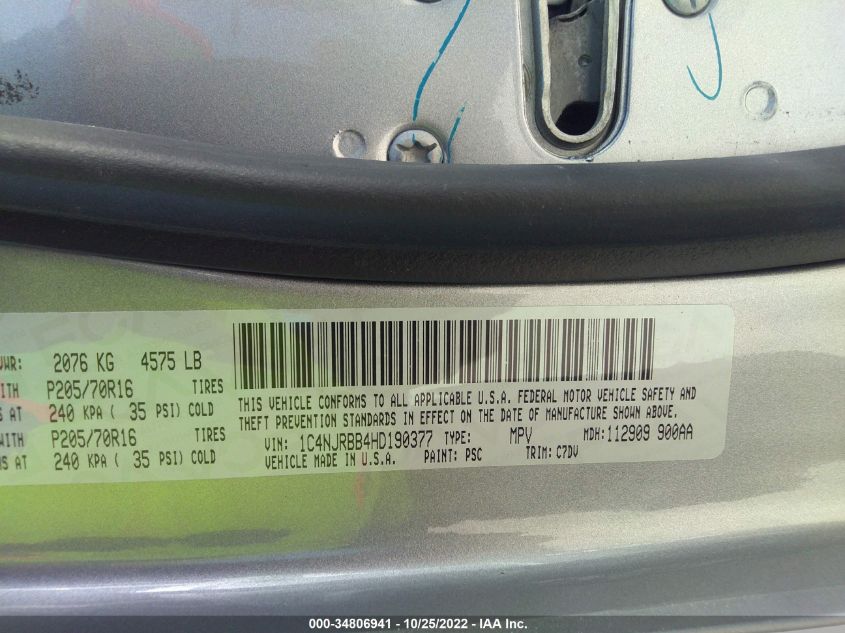 VWR: 2076 KG 4575 LB
ITH P205/70R16 TIRES
S AT 240 KPA ( 35 PSI) COLD
WITH P205/70R16 TIRES
S AT 240 KPA ( 35 PSI) COLD
THIS VEHICLE CONFORMS TO ALL APPLICABLE U.S.A. FEDERAL MOTOR VEHICLE SAFETY AND
THEFT PREVENTION STANDARDS IN EFFECT ON THE DATE OF MANUFACTURE SHOWN ABOVE.
VIN: 1C4NJRBB4HD190377 TYPE: MPV MDH: 112909 900AA
VEHICLE MADE IN U.S.A. PAINT: PSC TRIM: C7DV
000-34806941 - 10/25/2022 - IAA Inc.